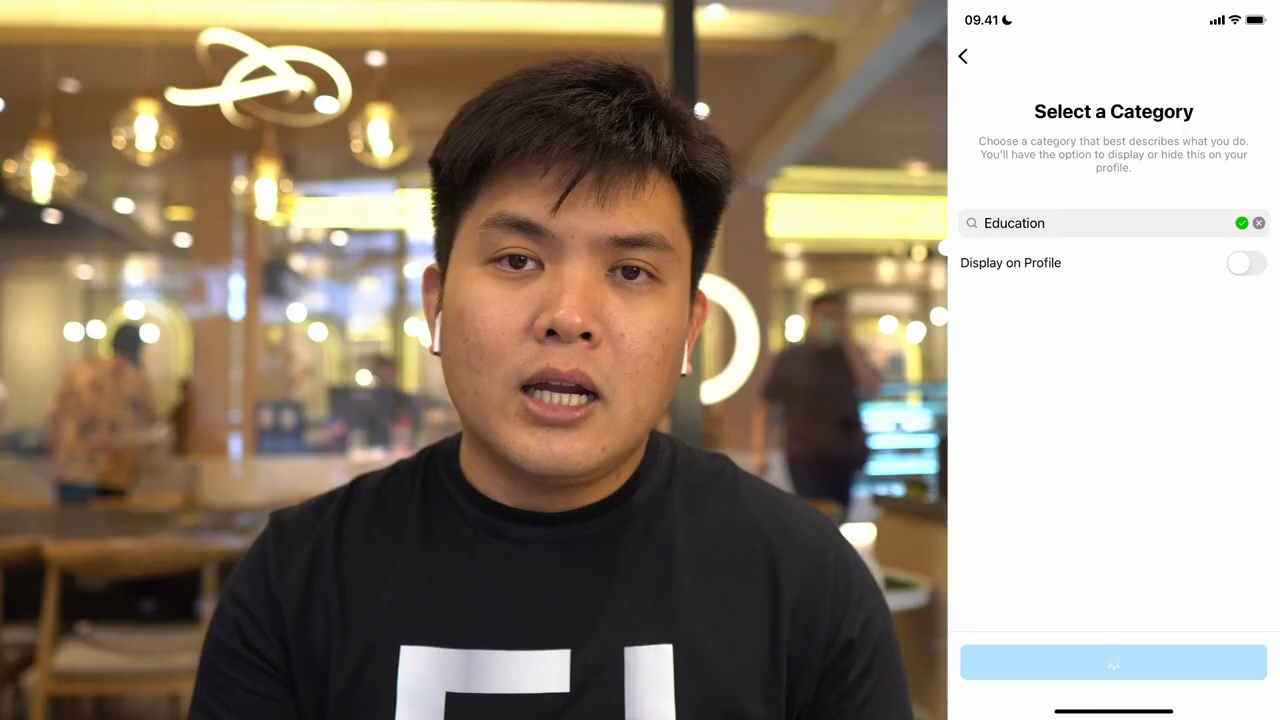 09.41
Select a Category
Choose a category that best describes what you do.
You'll have the option to display or hide this on your
profile.
Education
Display on Profile